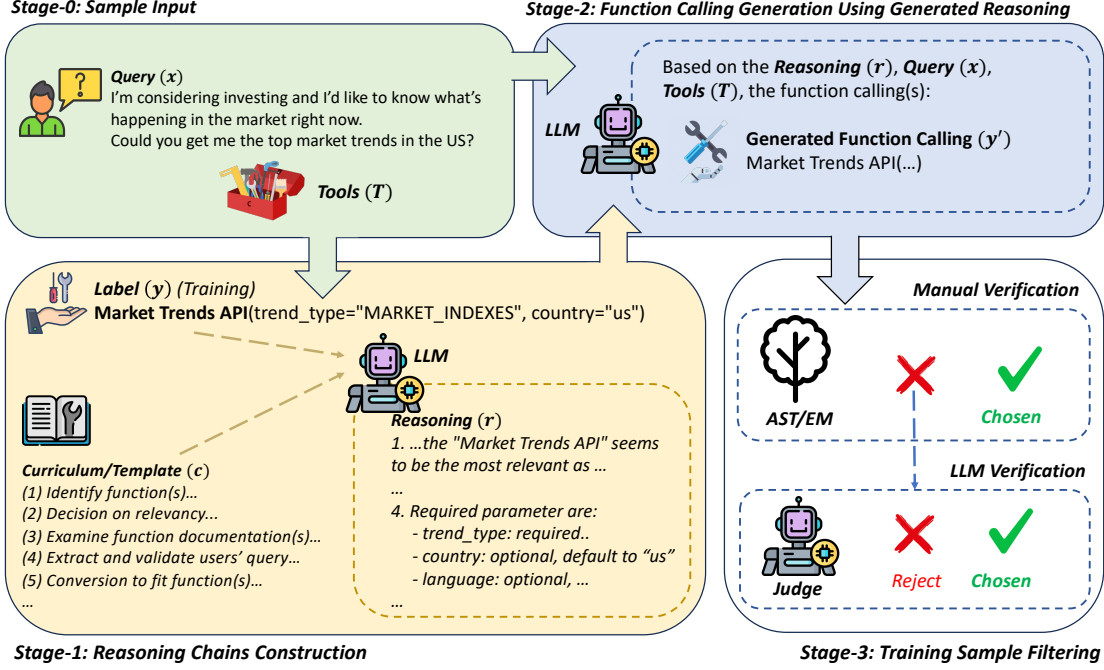 Stage-0: Sample Input
Query (x)
I'm considering investing and I'd like to know what's
happening in the market right now.
Could you get me the top market trends in the US?
Tools (T)
Stage-2: Function Calling Generation Using Generated Reasoning
LLM
Based on the Reasoning (r), Query (x),
Tools (T), the function calling(s):
Generated Function Calling (y′)
Market Trends API(…)
Label (y) (Training)
Market Trends API(trend_type="MARKET_INDEXES", country="us")
LLM
Curriculum/Template (c)
(1) Identify function(s)…
(2) Decision on relevancy...
(3) Examine function documentation(s)…
(4) Extract and validate users' query…
(5) Conversion to fit function(s)…
…
Reasoning (r)
1. …the "Market Trends API" seems
to be the most relevant as …
…
4. Required parameter are:
- trend_type: required..
- country: optional, default to “us”
- language: optional, …
…
Stage-1: Reasoning Chains Construction
Manual Verification
AST/EM
Chosen
LLM Verification
Judge
Reject
Chosen
Stage-3: Training Sample Filtering